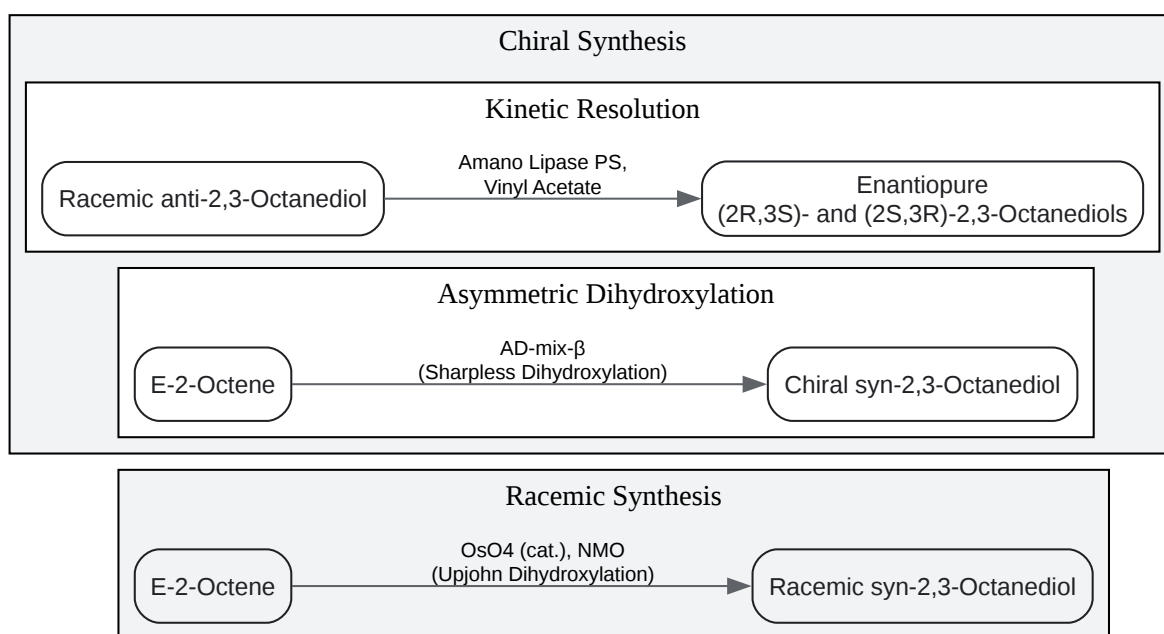 Chiral Synthesis
Kinetic Resolution
Racemic anti-2,3-Octanediol
Amano Lipase PS,
Vinyl Acetate
Enantiopure
(2R,3S)- and (2S,3R)-2,3-Octanediols
Asymmetric Dihydroxylation
E-2-Octene
AD-mix-β
(Sharpless Dihydroxylation)
Chiral syn-2,3-Octanediol
Racemic Synthesis
E-2-Octene
OsO4 (cat.), NMO
(Upjohn Dihydroxylation)
Racemic syn-2,3-Octanediol